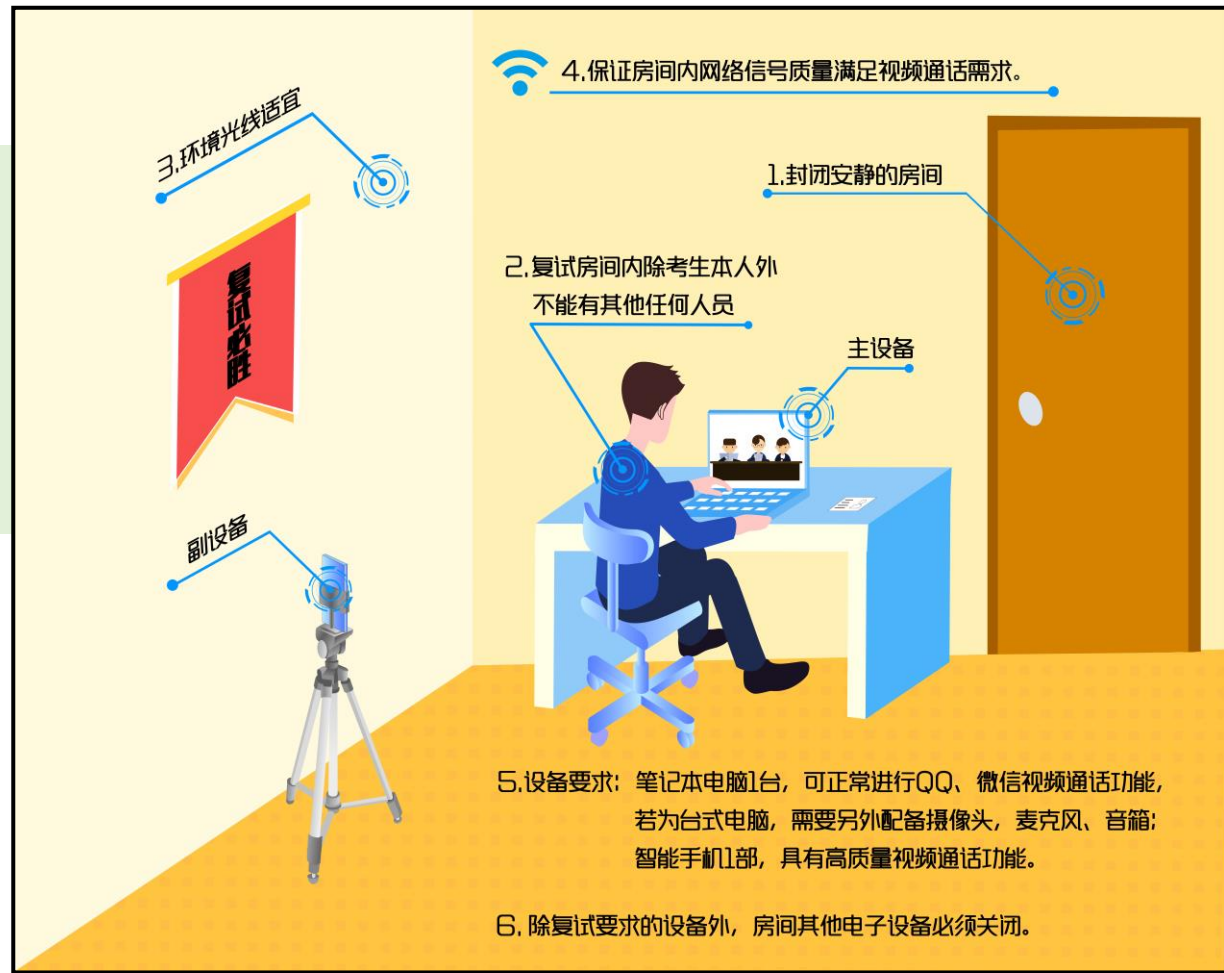 4.保证房间内网络信号质量满足视频通话需求。
3.环境光线适宜
1.封闭安静的房间
2.复试房间内除考生本人外
不能有其他任何人员
复试必胜
主设备
副设备
5.设备要求：笔记本电脑1台，可正常进行QQ、微信视频通话功能，
若为台式电脑，需要另外配备摄像头，麦克风、音箱；
智能手机1部，具有高质量视频通话功能。
6.除复试要求的设备外，房间其他电子设备必须关闭。